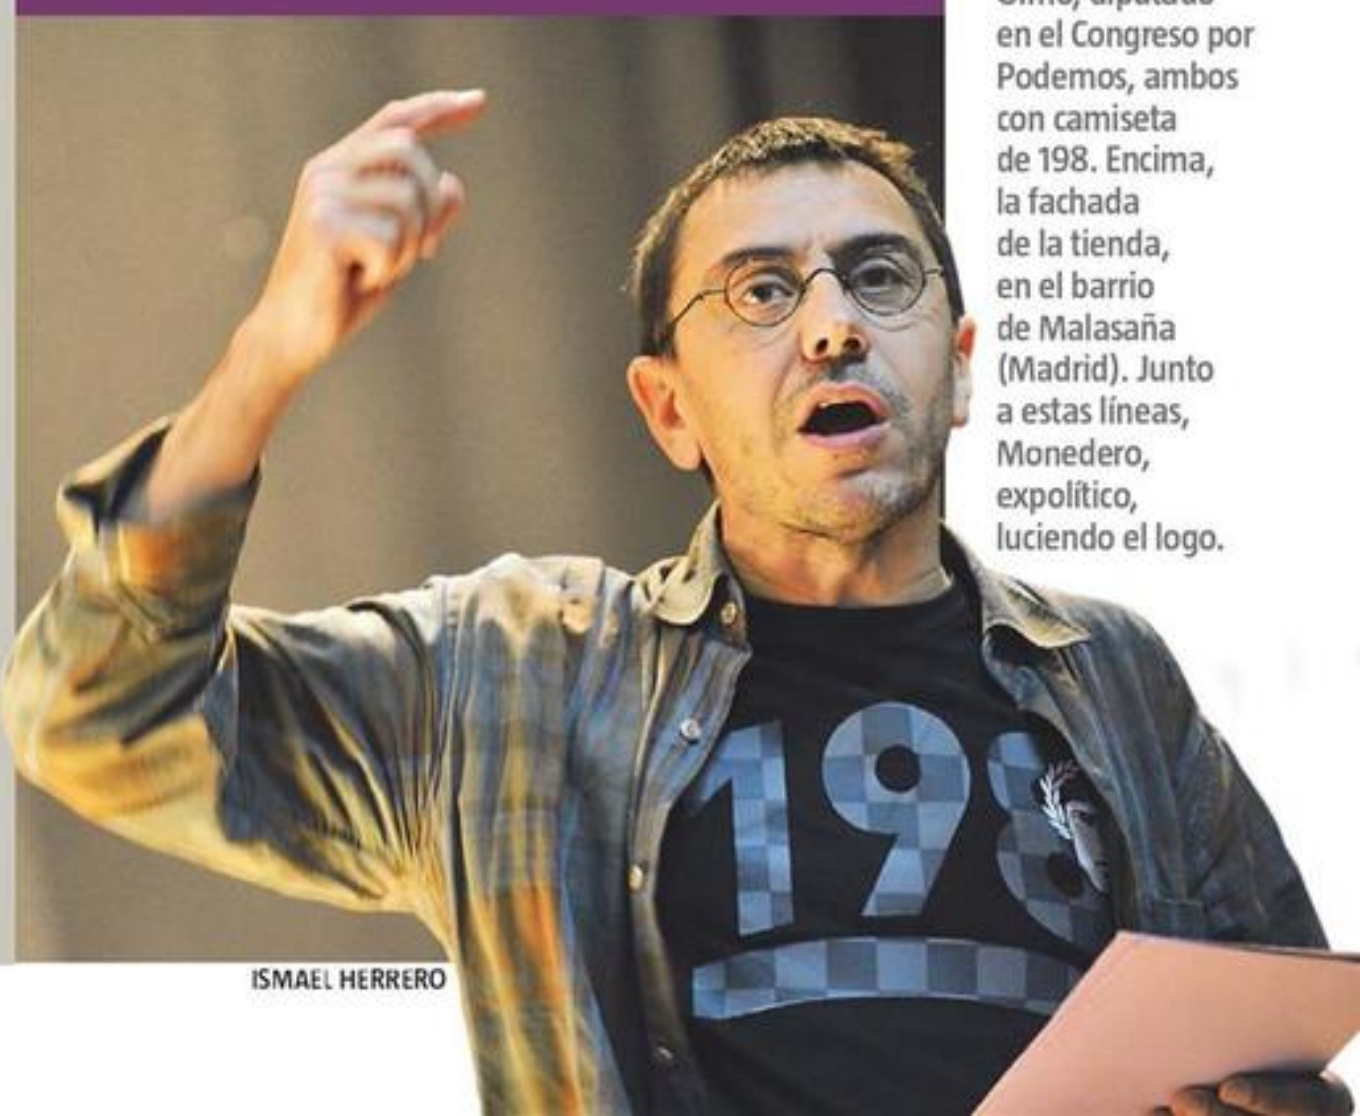 en el Congreso por
Podemos, ambos
con camiseta
de 198. Encima,
la fachada
de la tienda,
en el barrio
de Malasaña
(Madrid). Junto
a estas líneas,
Monedero,
expolítico,
luciendo el logo.
198
ISMAEL HERRERO